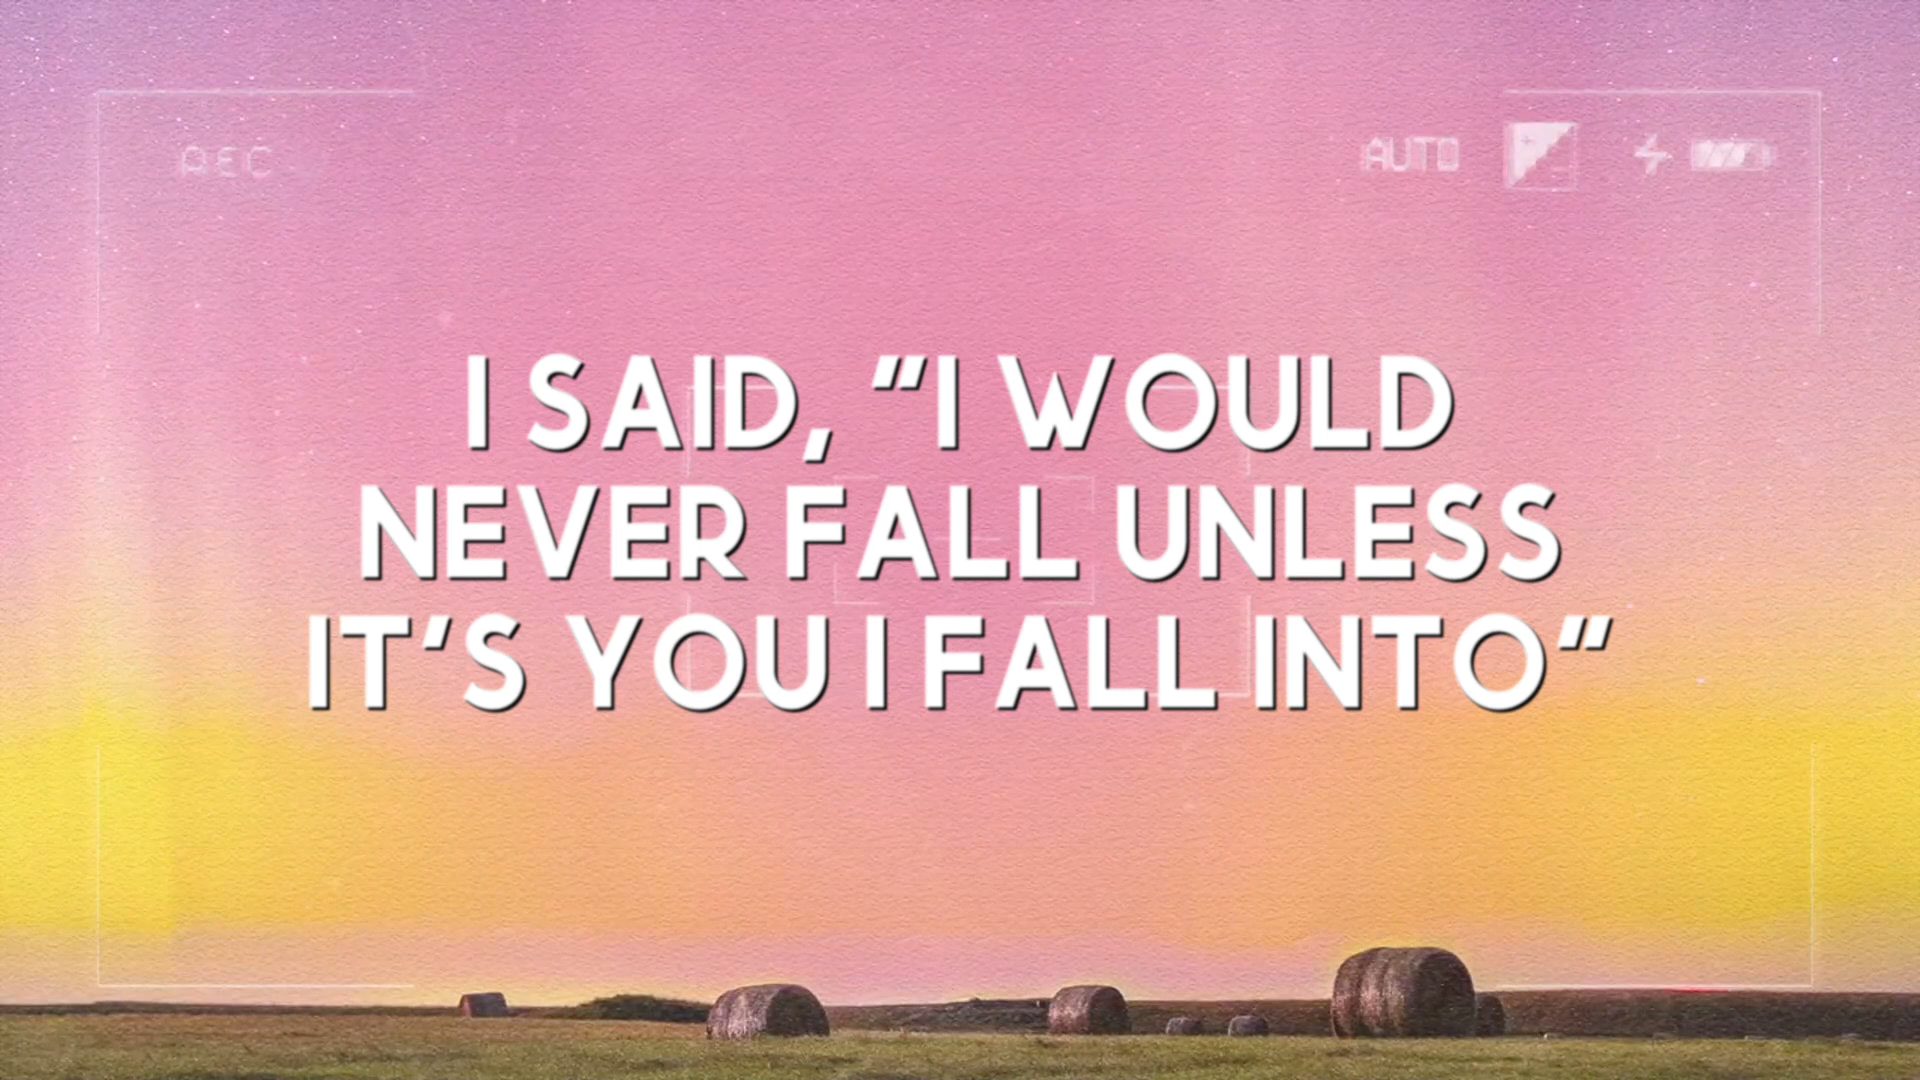 REC
AUTO
I SAID, "I WOULD
NEVER FALL UNLESS
IT'S YOU I FALL INTO"